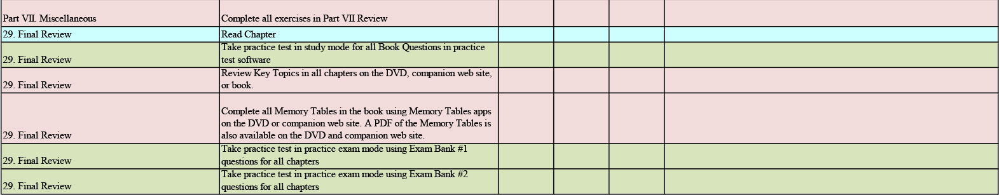 Part VII. Miscellaneous
Complete all exercises in Part VII Review
29. Final Review
Read Chapter
29. Final Review
Take practice test in study mode for all Book Questions in practice
test software
29. Final Review
Review Key Topics in all chapters on the DVD, companion web site,
or book.
29. Final Review
Complete all Memory Tables in the book using Memory Tables apps
on the DVD or companion web site. A PDF of the Memory Tables is
also available on the DVD and companion web site.
29. Final Review
Take practice test in practice exam mode using Exam Bank #1
questions for all chapters
29. Final Review
Take practice test in practice exam mode using Exam Bank #2
questions for all chapters